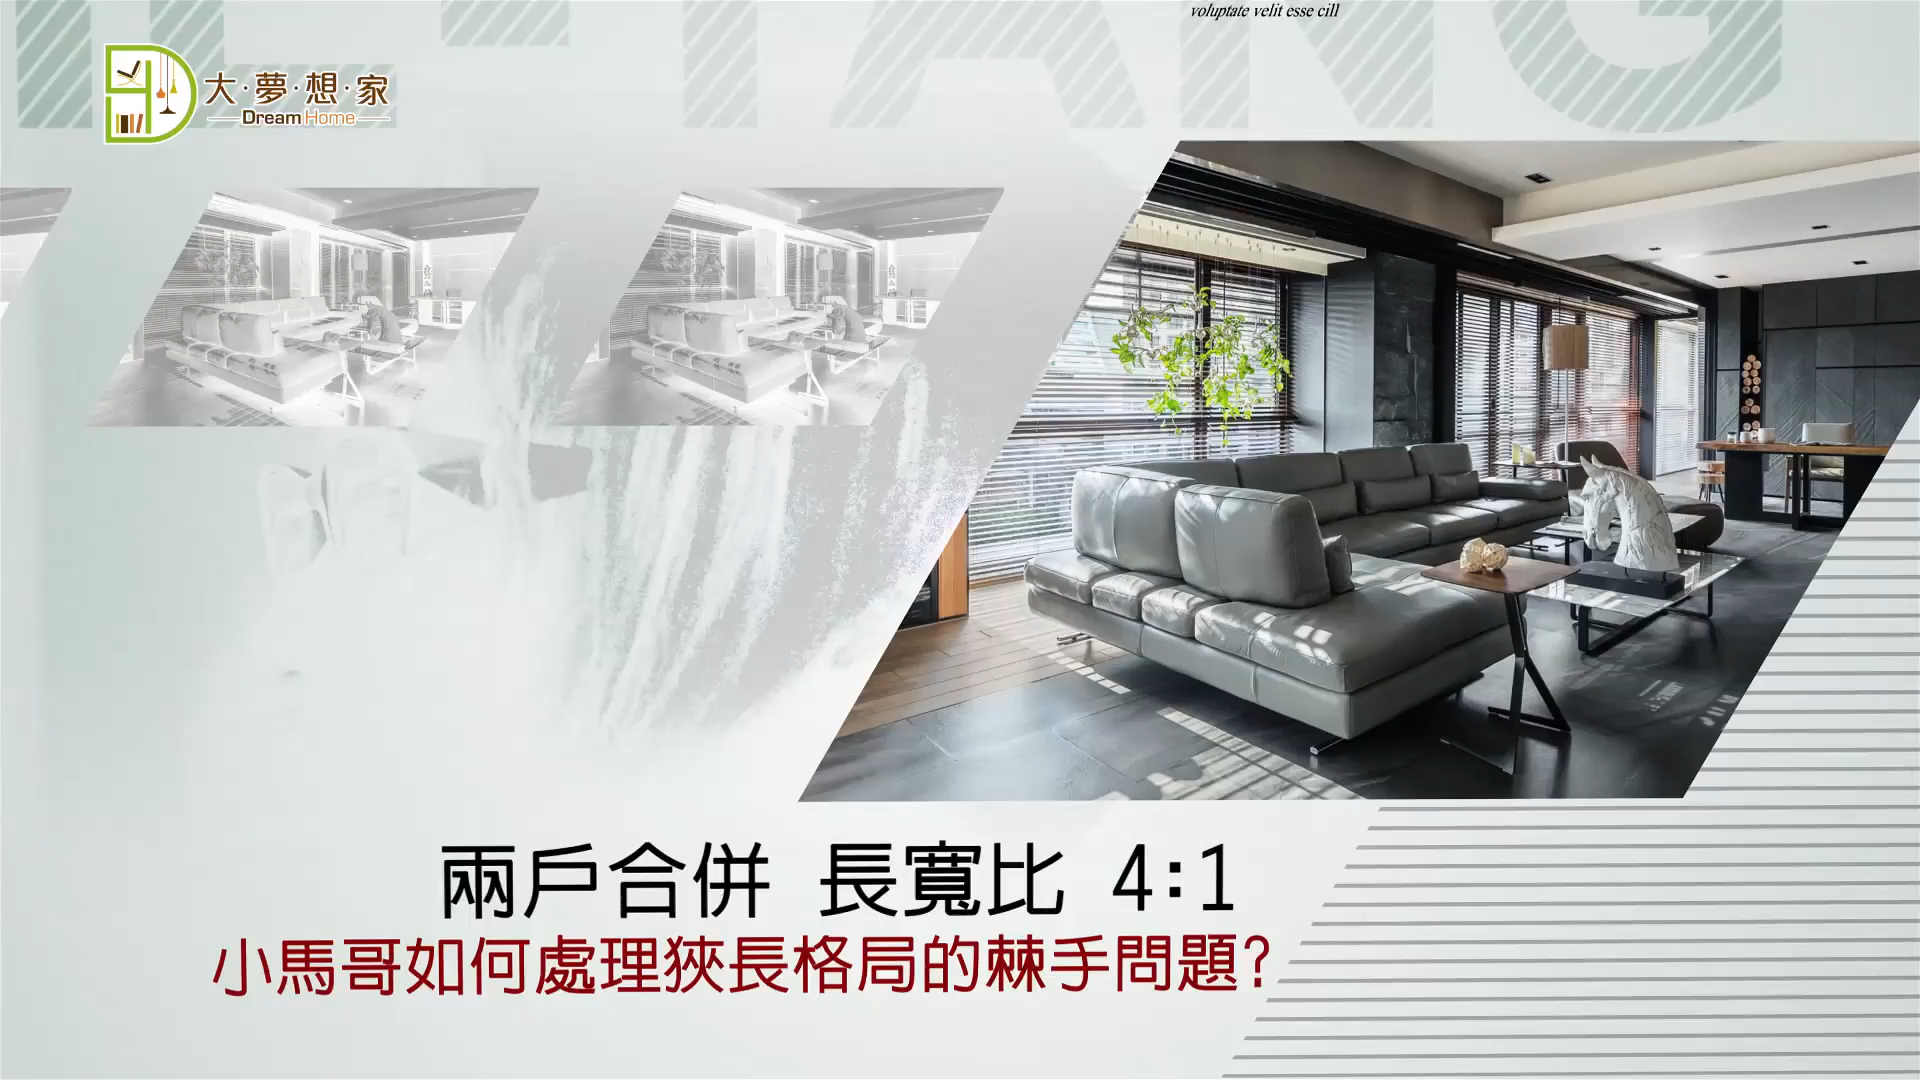 voluptate velit esse cill
大·夢·想·家
Dream Home
兩戶合併 長寬比 4:1
小馬哥如何處理狹長格局的棘手問題?